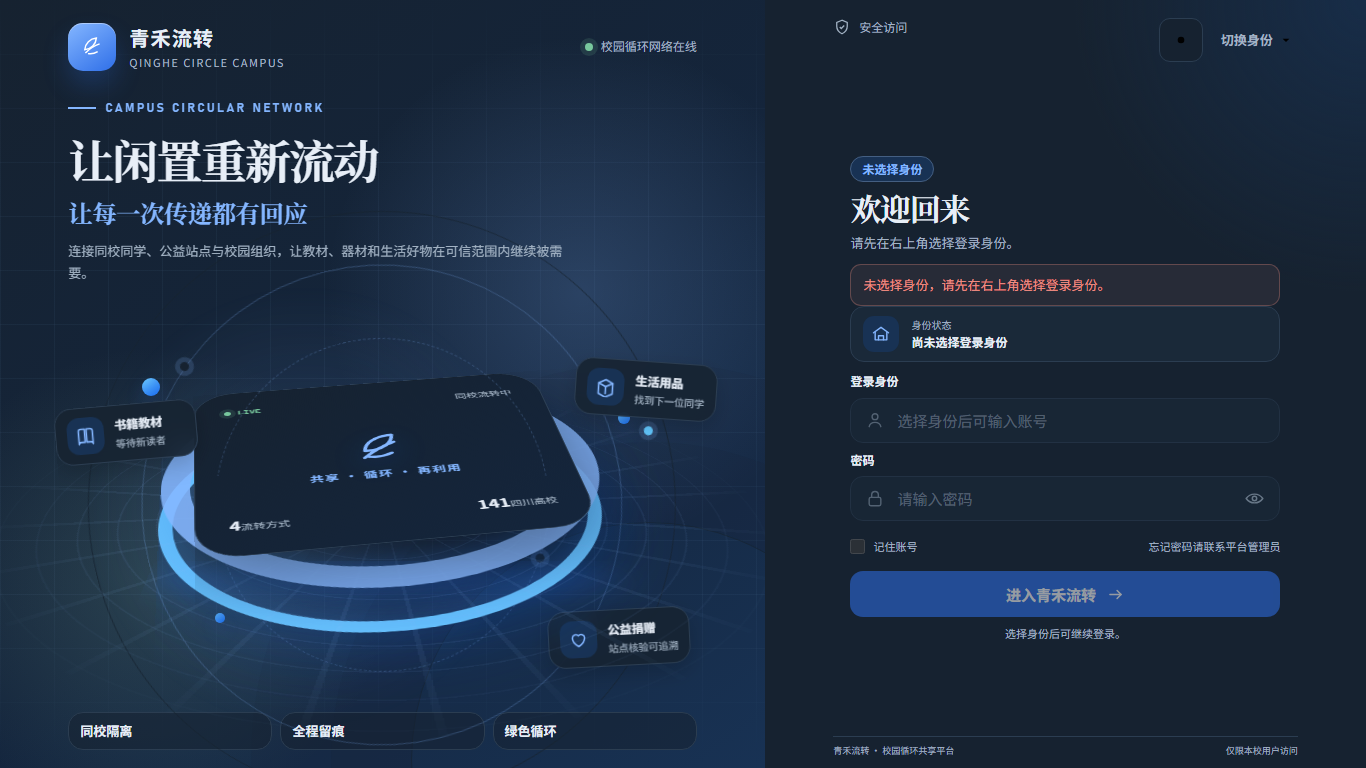 青禾流转
QINGHE CIRCLE CAMPUS
校园循环网络在线
CAMPUS CIRCULAR NETWORK
让闲置重新流动
让每一次传递都有回应
连接同校同学、公益站点与校园组织，让教材、器材和生活好物在可信范围内继续被需
要。
LIVE
同校流转中
共享 · 循环 · 再利用
4流转方式
141四川高校
书籍教材
等待新读者
生活用品
找到下一位同学
公益捐赠
站点核验可追溯
同校隔离
全程留痕
绿色循环
安全访问
切换身份
未选择身份
欢迎回来
请先在右上角选择登录身份。
未选择身份，请先在右上角选择登录身份。
身份状态
尚未选择登录身份
登录身份
选择身份后可输入账号
密码
请输入密码
记住账号
忘记密码请联系平台管理员
进入青禾流转
选择身份后可继续登录。
青禾流转 · 校园循环共享平台
仅限本校用户访问